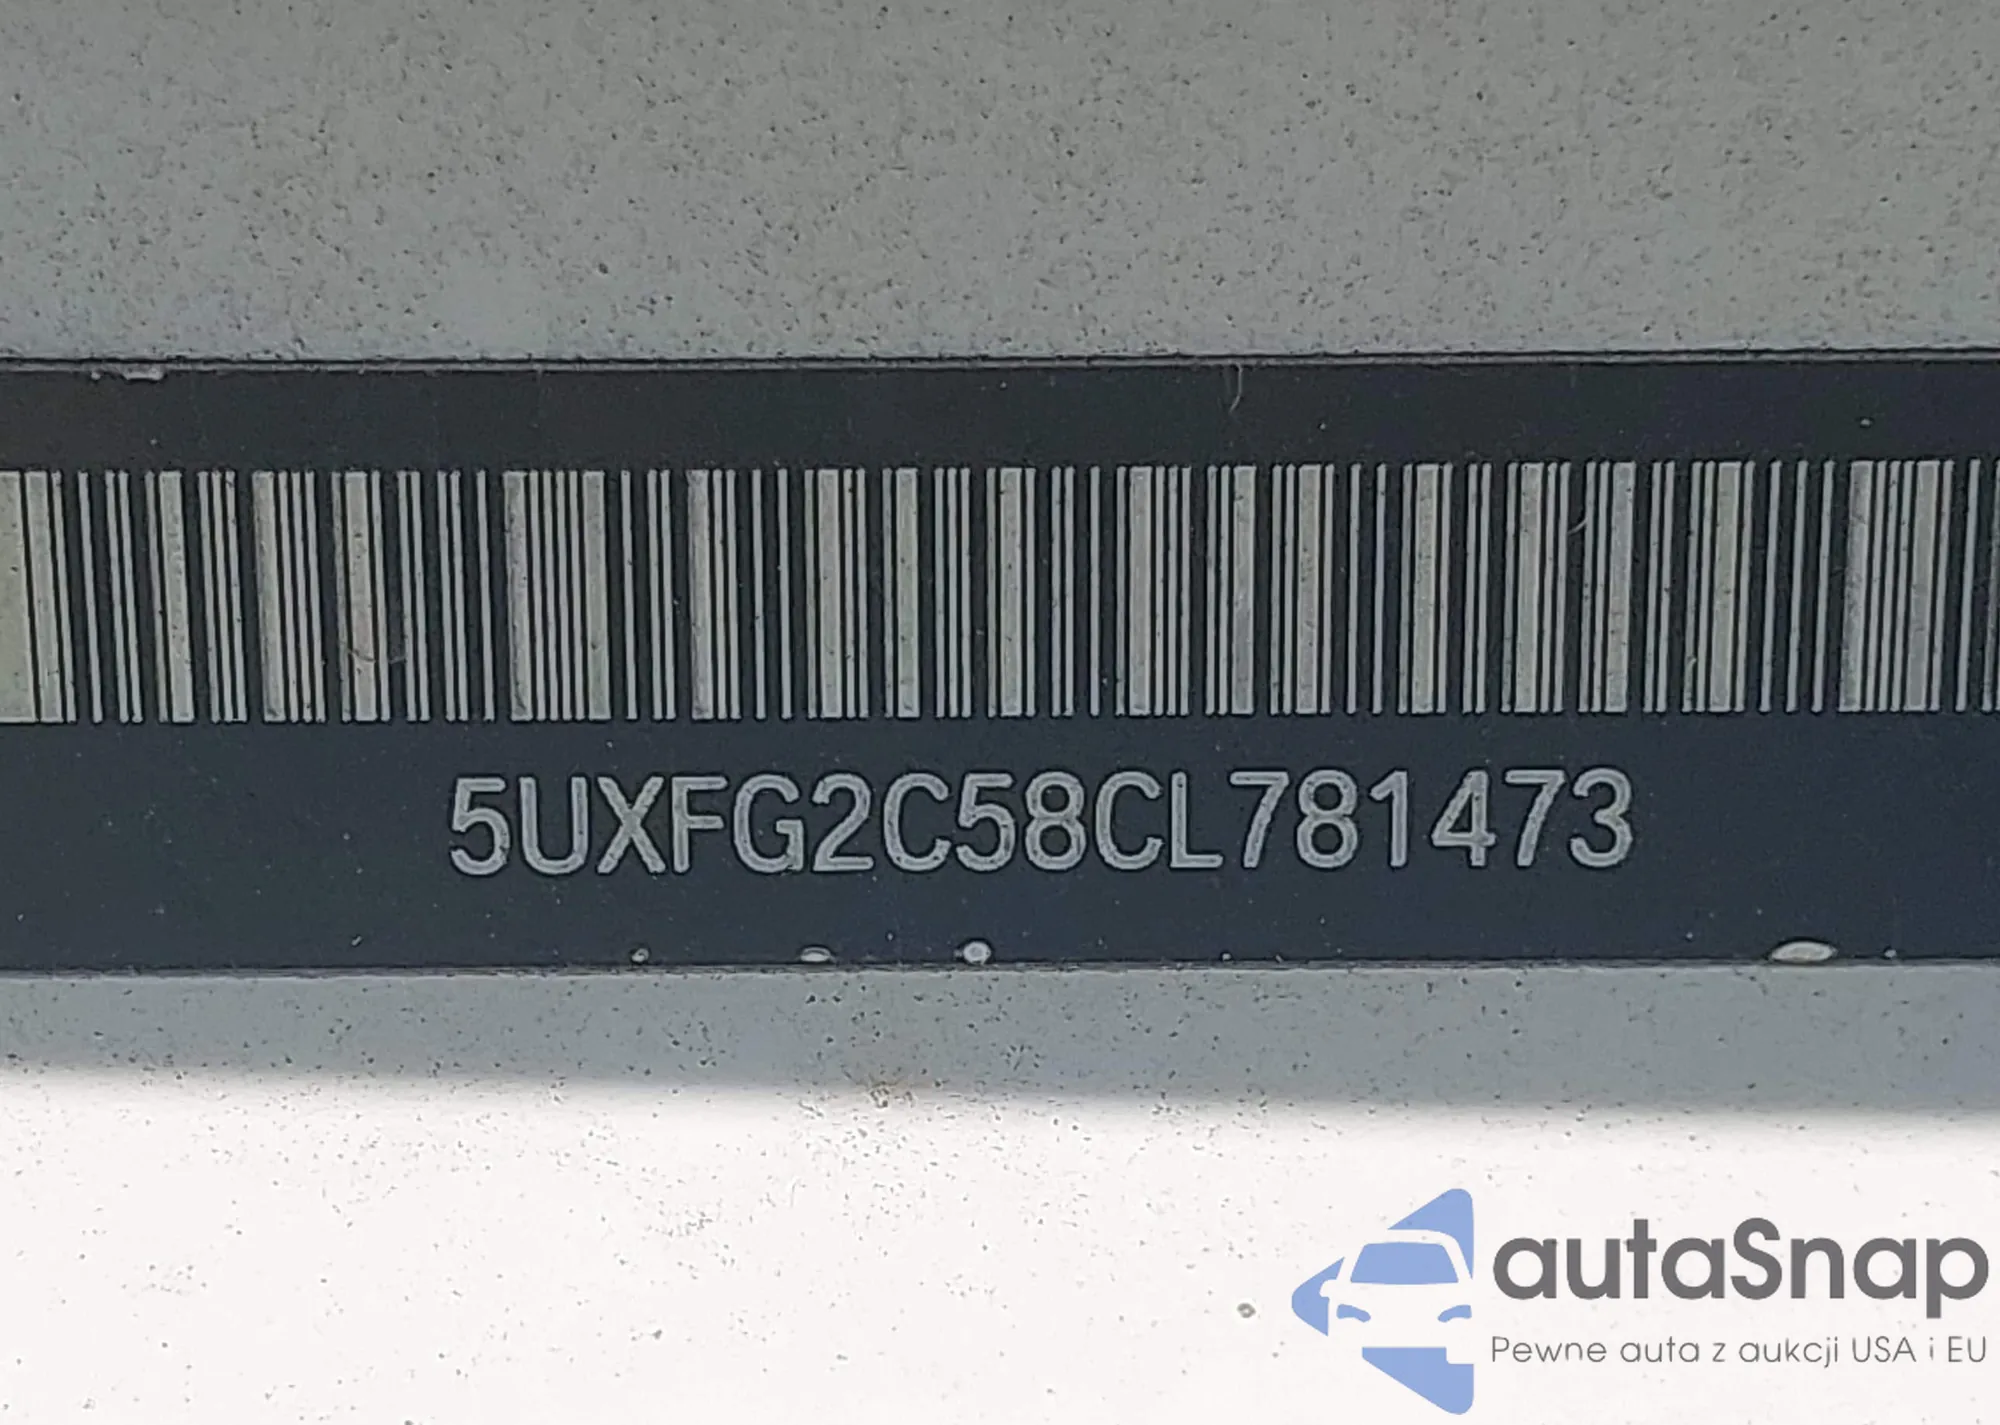 5UXFG2C58CL781473
autaSnap
Pewne auta z aukcji USA i EU